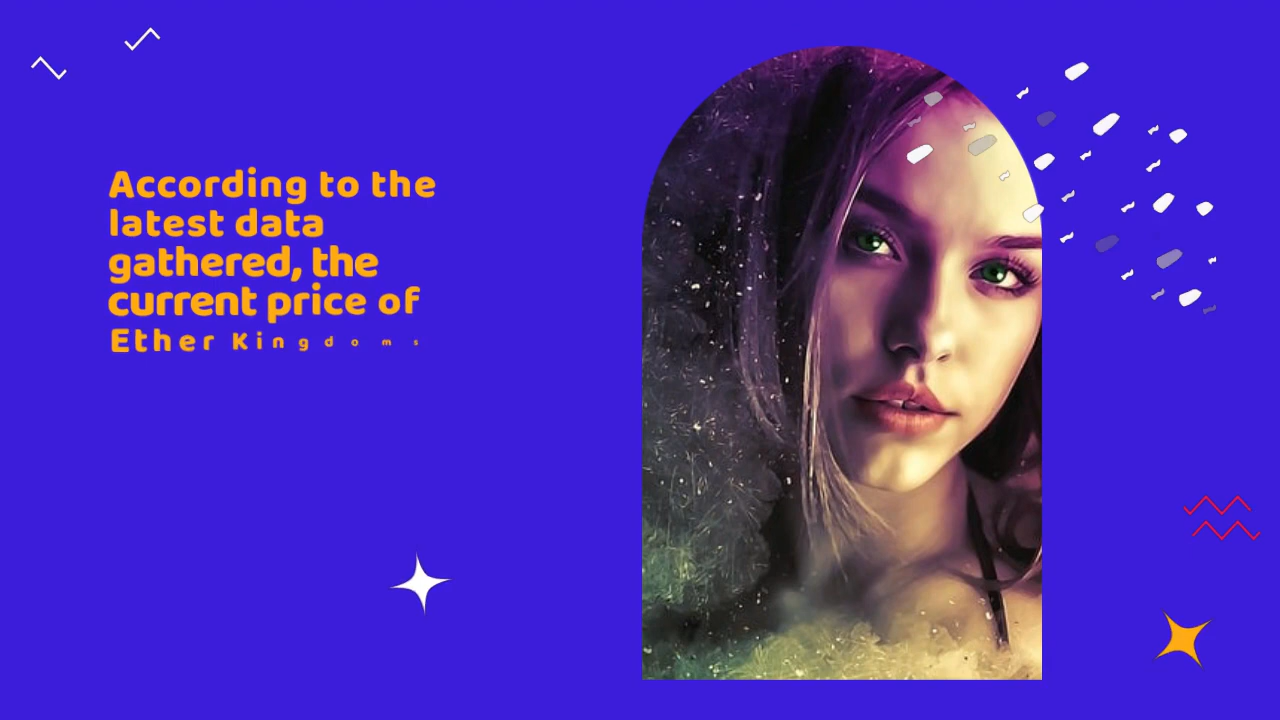 According to the
latest data
gathered, the
current price of
Ether Kingdoms